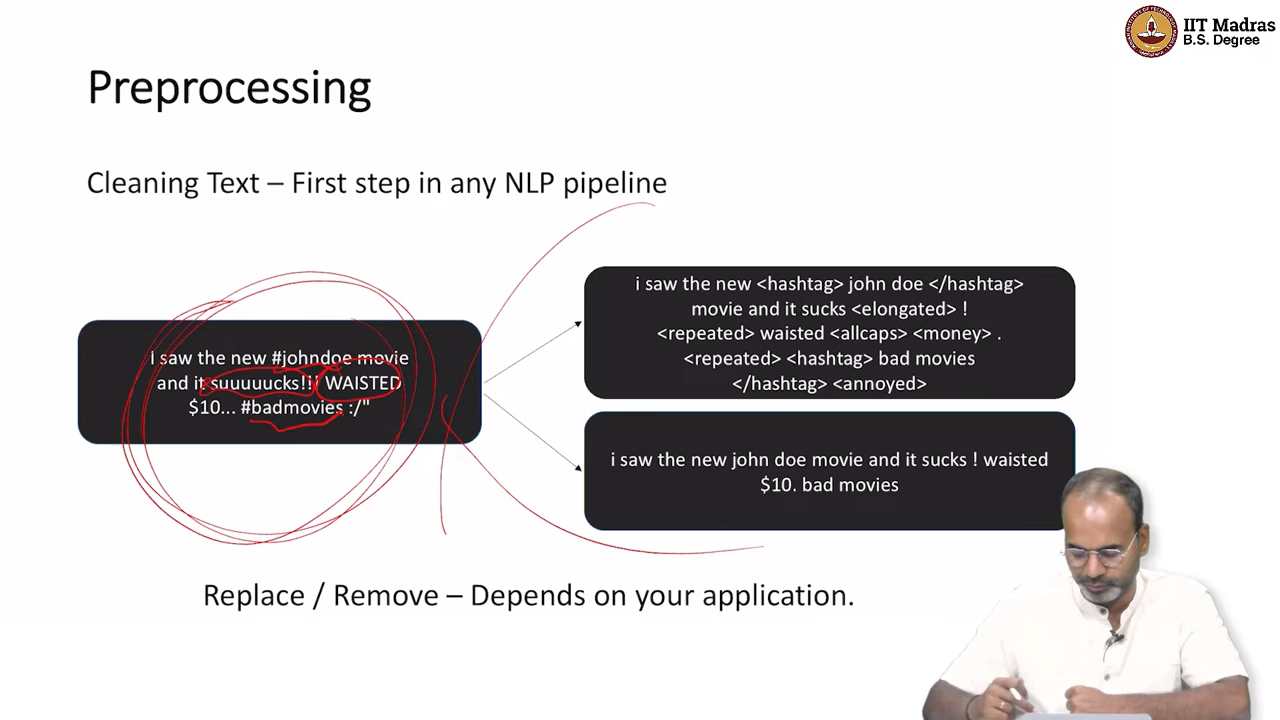 IIT Madras
B.S. Degree
Preprocessing
Cleaning Text – First step in any NLP pipeline
i saw the new #johndoe movie
and it suuuuucks!!! WAISTED
$10... #badmovies :/"
i saw the new <hashtag> john doe </hashtag>
movie and it sucks <elongated> !
<repeated> waisted <allcaps> <money> .
<repeated> <hashtag> bad movies
</hashtag> <annoyed>
i saw the new john doe movie and it sucks ! waisted
$10. bad movies
Replace / Remove – Depends on your application.